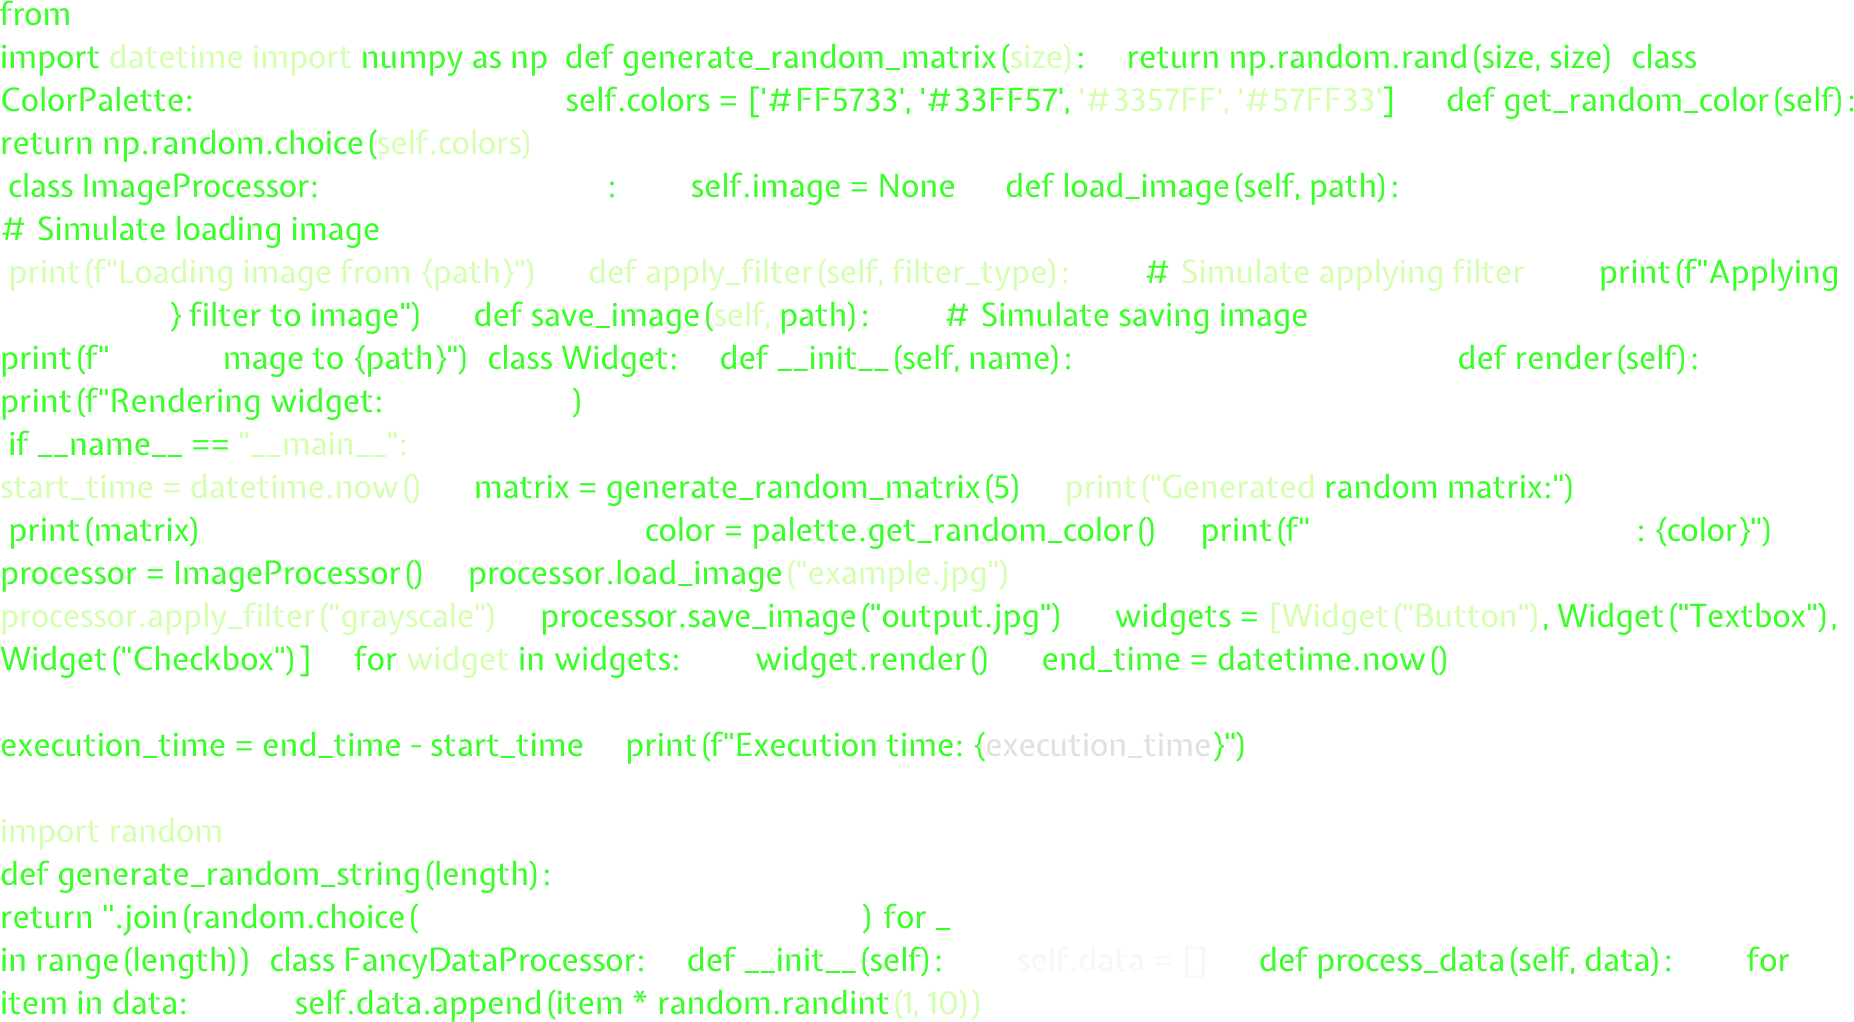 from
import datetime import numpy as np def generate_random_matrix(size): return np.random.rand(size, size) class
ColorPalette: self.colors = ['#FF5733', '#33FF57', '#3357FF', '#57FF33'] def get_random_color(self):
return np.random.choice(self.colors)
class ImageProcessor: : self.image = None def load_image(self, path):
# Simulate loading image
print(f"Loading image from {path}") def apply_filter(self, filter_type): # Simulate applying filter print(f"Applying
} filter to image") def save_image(self, path): # Simulate saving image
print(f" mage to {path}") class Widget: def __init__(self, name): def render(self):
print(f"Rendering widget: )
if __name__ == "__main__":
start_time = datetime.now() matrix = generate_random_matrix(5) print("Generated random matrix:")
print(matrix) color = palette.get_random_color() print(f" : {color}")
processor = ImageProcessor() processor.load_image("example.jpg")
processor.apply_filter("grayscale") processor.save_image("output.jpg") widgets = [Widget("Button"), Widget("Textbox"),
Widget("Checkbox")] for widget in widgets: widget.render() end_time = datetime.now()
execution_time = end_time - start_time print(f"Execution time: {execution_time}")
import random
def generate_random_string(length):
return ''.join(random.choice( ) for _
in range(length)) class FancyDataProcessor: def __init__(self): self.data = [] def process_data(self, data): for
item in data: self.data.append(item * random.randint(1, 10))